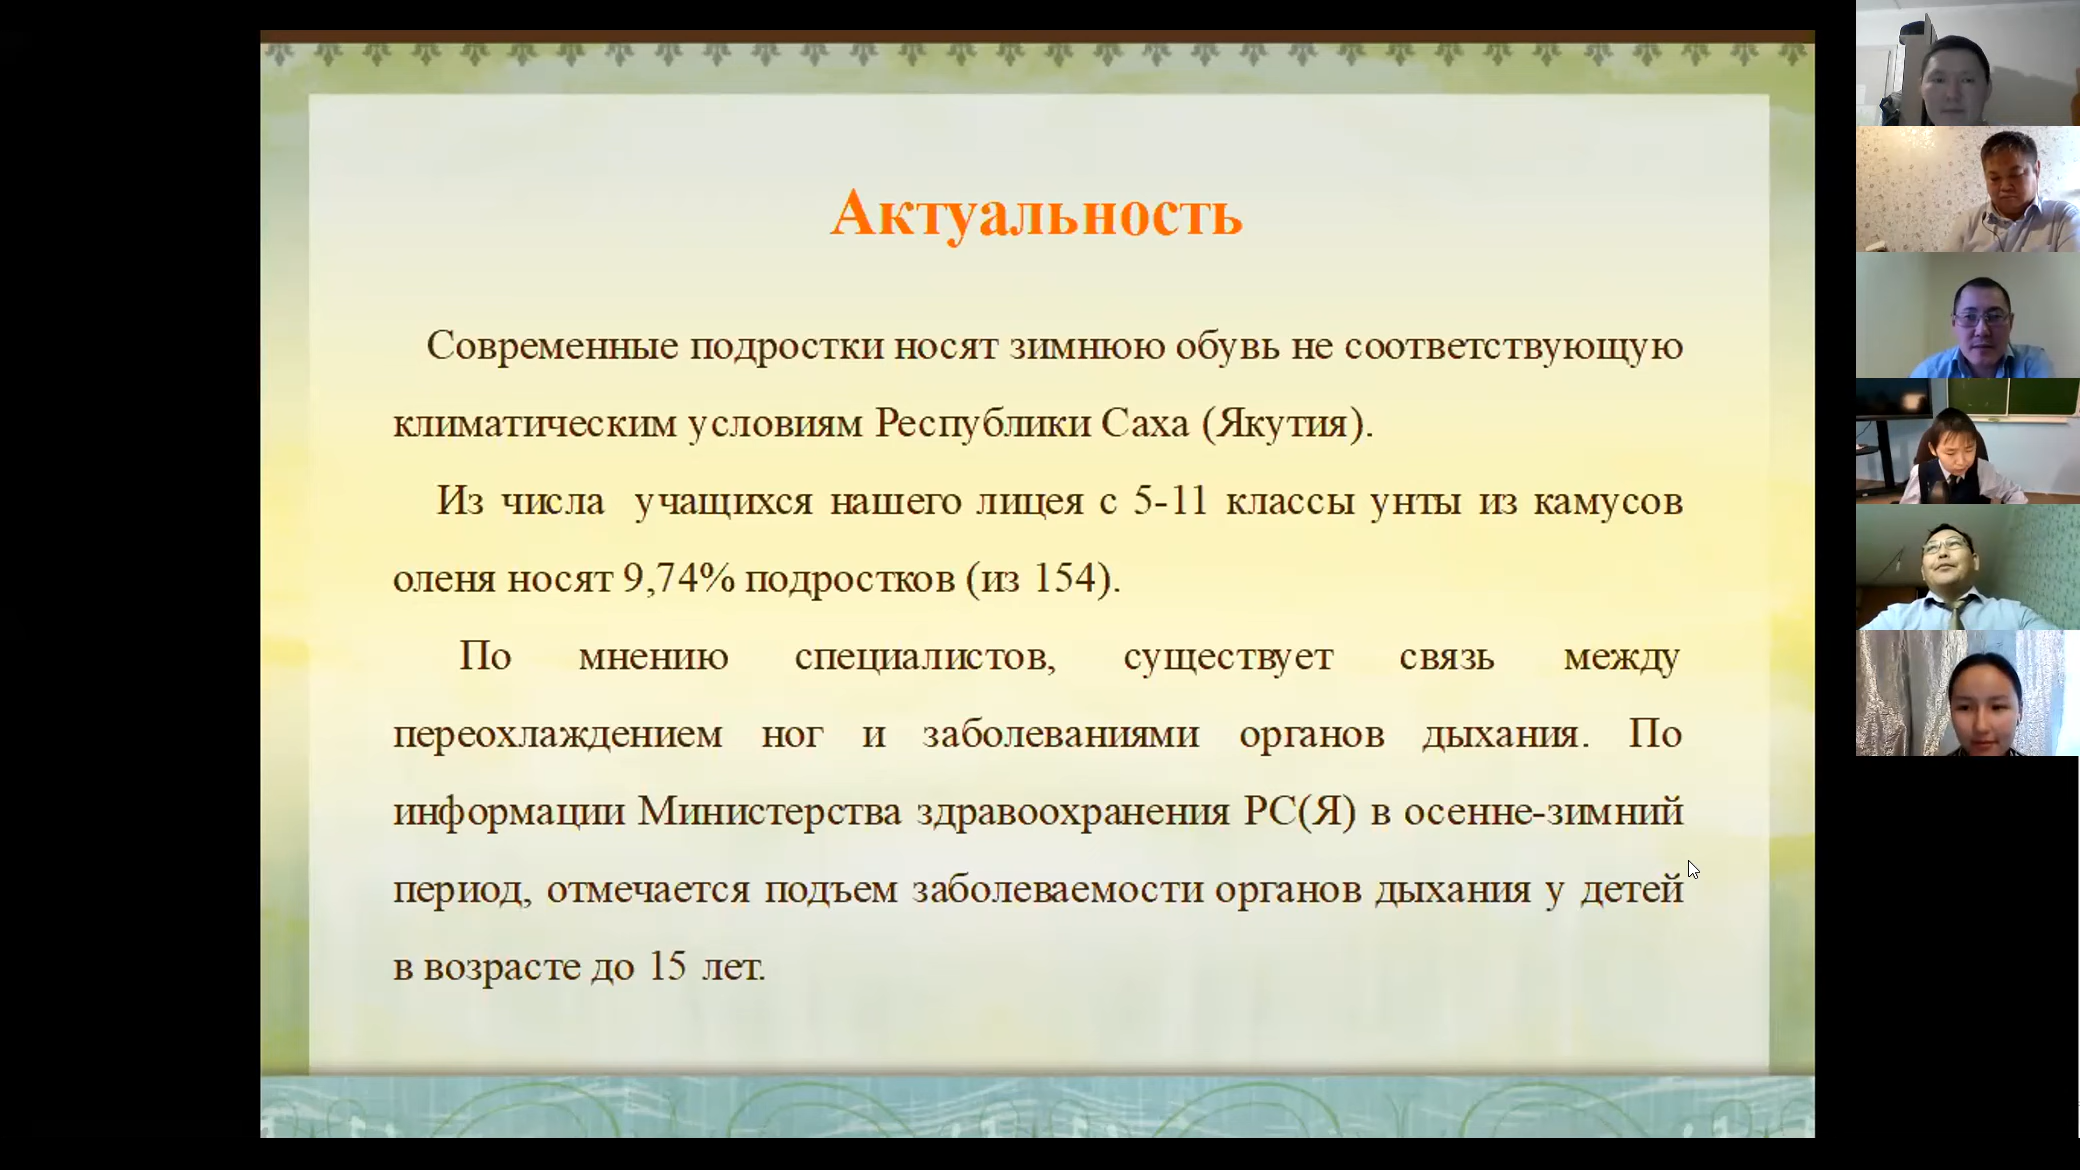 Актуальность
Современные подростки носят зимнюю обувь не соответствующую
климатическим условиям Республики Саха (Якутия).
Из числа учащихся нашего лицея с 5-11 классы унты из камусов
оленя носят 9,74% подростков (из 154).
По мнению специалистов, существует связь между
переохлаждением ног и заболеваниями органов дыхания. По
информации Министерства здравоохранения РС(Я) в осенне-зимний
период, отмечается подъем заболеваемости органов дыхания у детей
в возрасте до 15 лет.